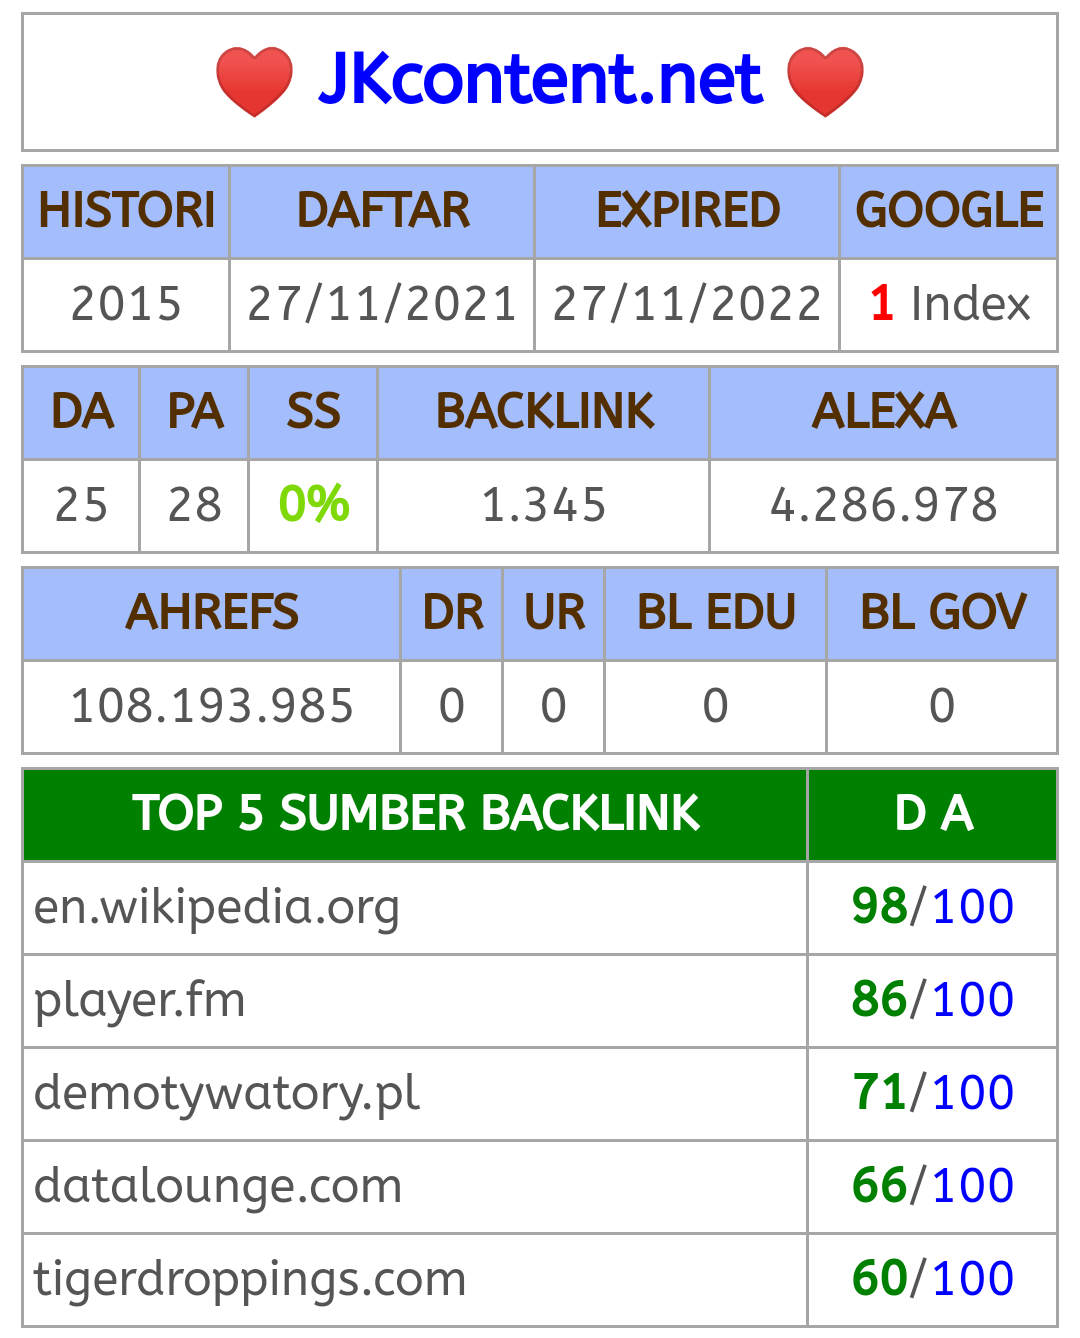 ❤️ JKcontent.net ❤️
HISTORI DAFTAR EXPIRED GOOGLE
2015 27/11/2021 27/11/2022 1 Index
DA PA SS BACKLINK ALEXA
25 28 0% 1.345 4.286.978
AHREFS DR UR BL EDU BL GOV
108.193.985 0 0 0 0
TOP 5 SUMBER BACKLINK D A
en.wikipedia.org 98/100
player.fm 86/100
demotywatory.pl 71/100
datalounge.com 66/100
tigerdroppings.com 60/100